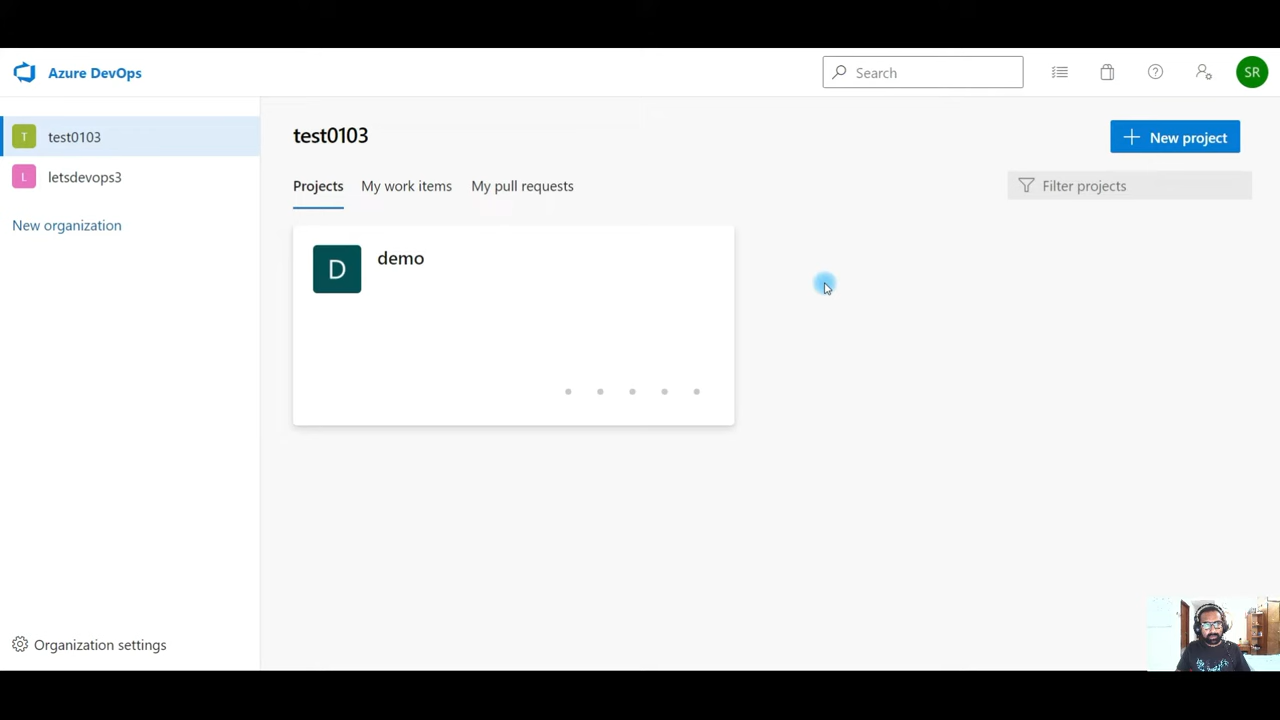 Azure DevOps
Search
SR
T test0103
L letsdevops3
New organization
test0103
New project
Projects My work items My pull requests
Filter projects
D demo
Organization settings